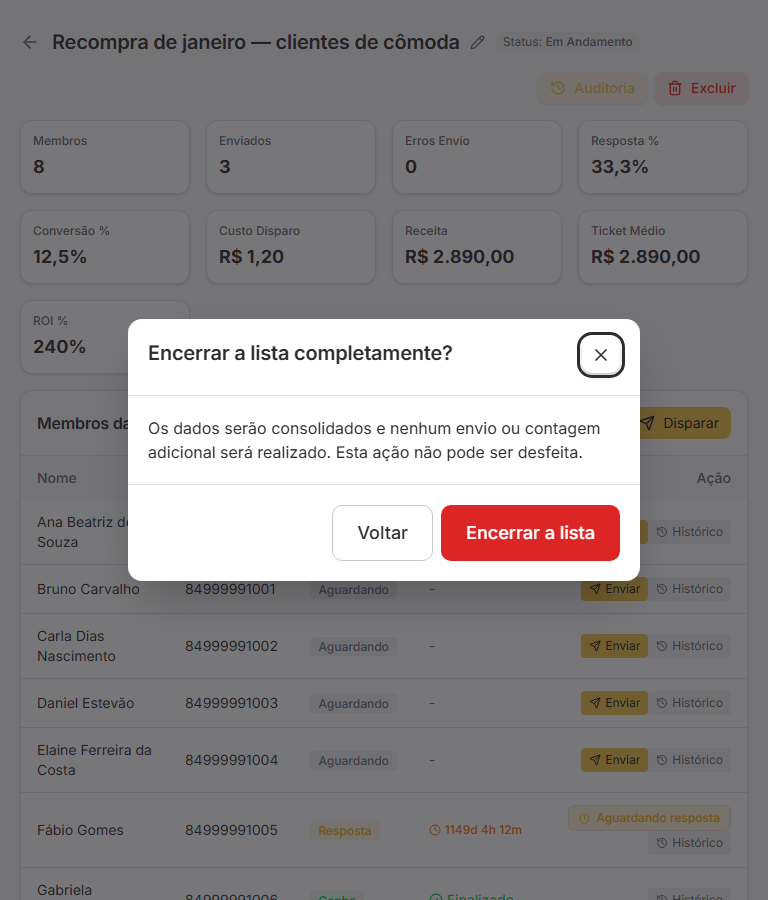 Recompra de janeiro — clientes de cômoda
Status: Em Andamento
Auditoria
Excluir
Membros
8
Enviados
3
Erros Envio
0
Resposta %
33,3%
Conversão %
12,5%
Custo Disparo
R$ 1,20
Receita
R$ 2.890,00
Ticket Médio
R$ 2.890,00
ROI %
240%
Encerrar a lista completamente?
Os dados serão consolidados e nenhum envio ou contagem
adicional será realizado. Esta ação não pode ser desfeita.
Voltar
Encerrar a lista
Membros da
Disparar
Nome
Ação
Ana Beatriz de
Souza
Histórico
Bruno Carvalho
84999991001
Aguardando
-
Enviar
Histórico
Carla Dias
Nascimento
84999991002
Aguardando
-
Enviar
Histórico
Daniel Estevão
84999991003
Aguardando
-
Enviar
Histórico
Elaine Ferreira da
Costa
84999991004
Aguardando
-
Enviar
Histórico
Fábio Gomes
84999991005
Resposta
1149d 4h 12m
Aguardando resposta
Histórico
Gabriela
84999991006
Ganho
Finalizado
Histórico